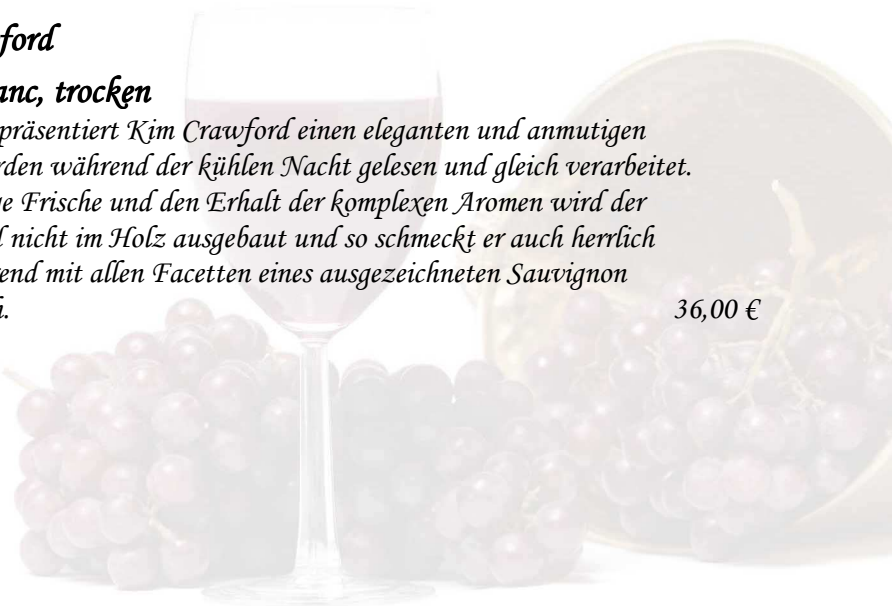 ford
anc, trocken
präsentiert Kim Crawford einen eleganten und anmutigen
rden während der kühlen Nacht gelesen und gleich verarbeitet.
ge Frische und den Erhalt der komplexen Aromen wird der
nicht im Holz ausgebaut und so schmeckt er auch herrlich
rend mit allen Facetten eines ausgezeichneten Sauvignon
h. 36,00 €